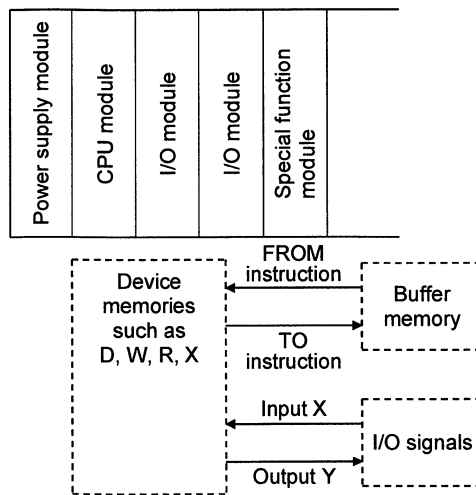 Power supply module
CPU module
I/O module
I/O module
Special function
module
FROM
instruction
Device
memories
such as
D, W, R, X
Buffer
memory
TO
instruction
Input X
I/O signals
Output Y